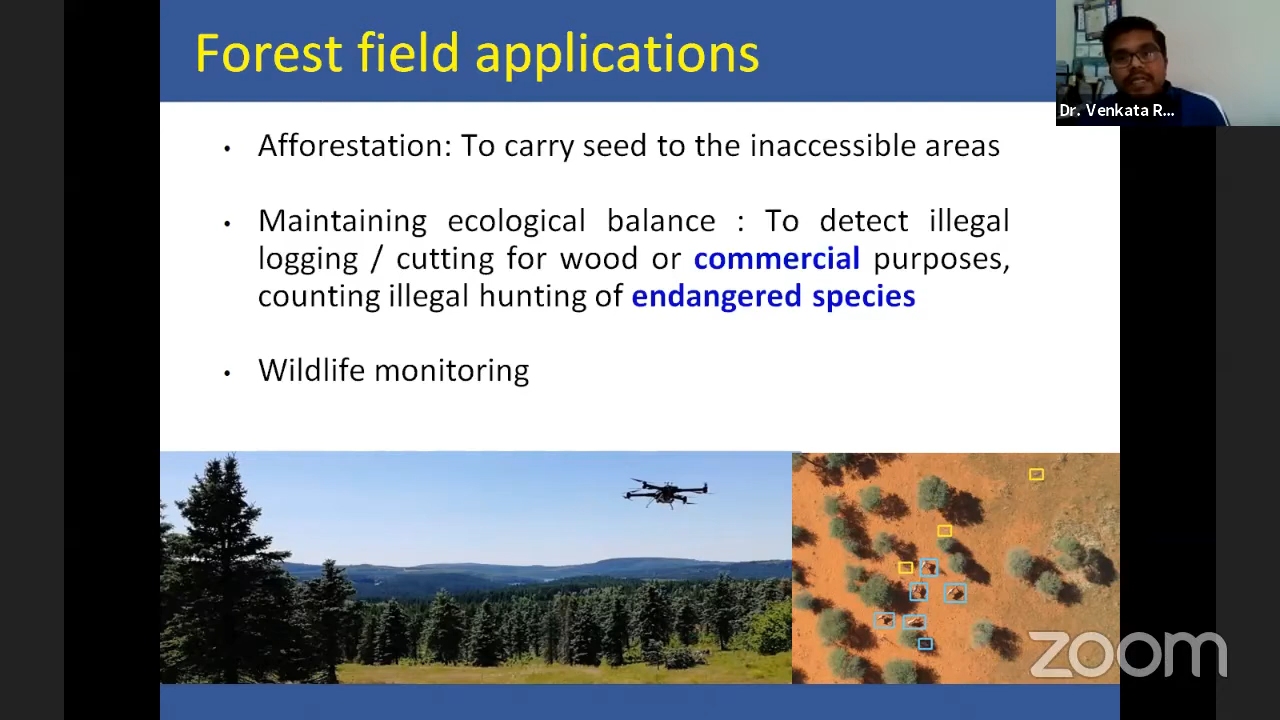 Forest field applications
Dr. Venkata R...
• Afforestation: To carry seed to the inaccessible areas
• Maintaining ecological balance : To detect illegal
logging / cutting for wood or commercial purposes,
counting illegal hunting of endangered species
• Wildlife monitoring
zoom